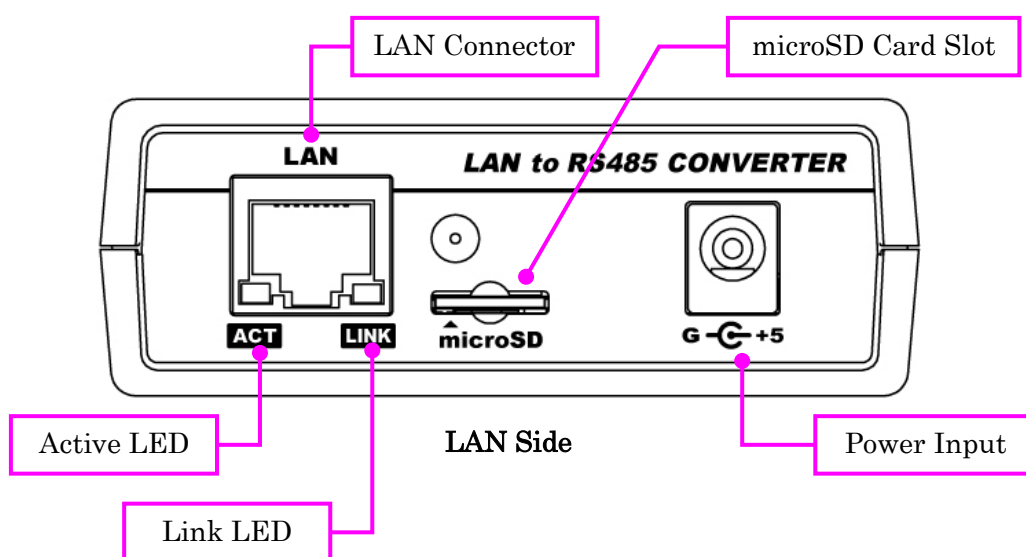 LAN Connector
microSD Card Slot
LAN
LAN to RS485 CONVERTER
ACT
LINK
microSD
G +5
Active LED
LAN Side
Power Input
Link LED